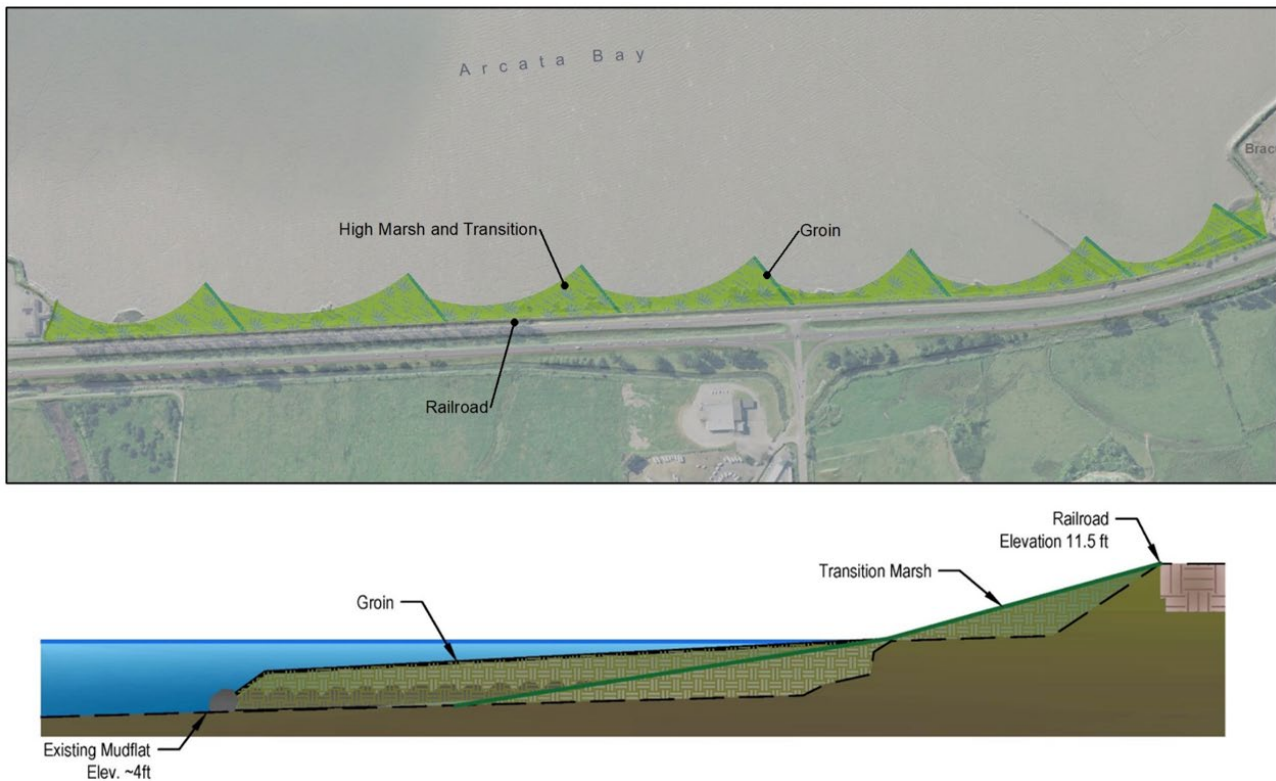 Arcata Bay
Brac
High Marsh and Transition
Groin
Railroad
Railroad
Elevation 11.5 ft
Transition Marsh
Groin
Existing Mudflat
Elev. ~4ft